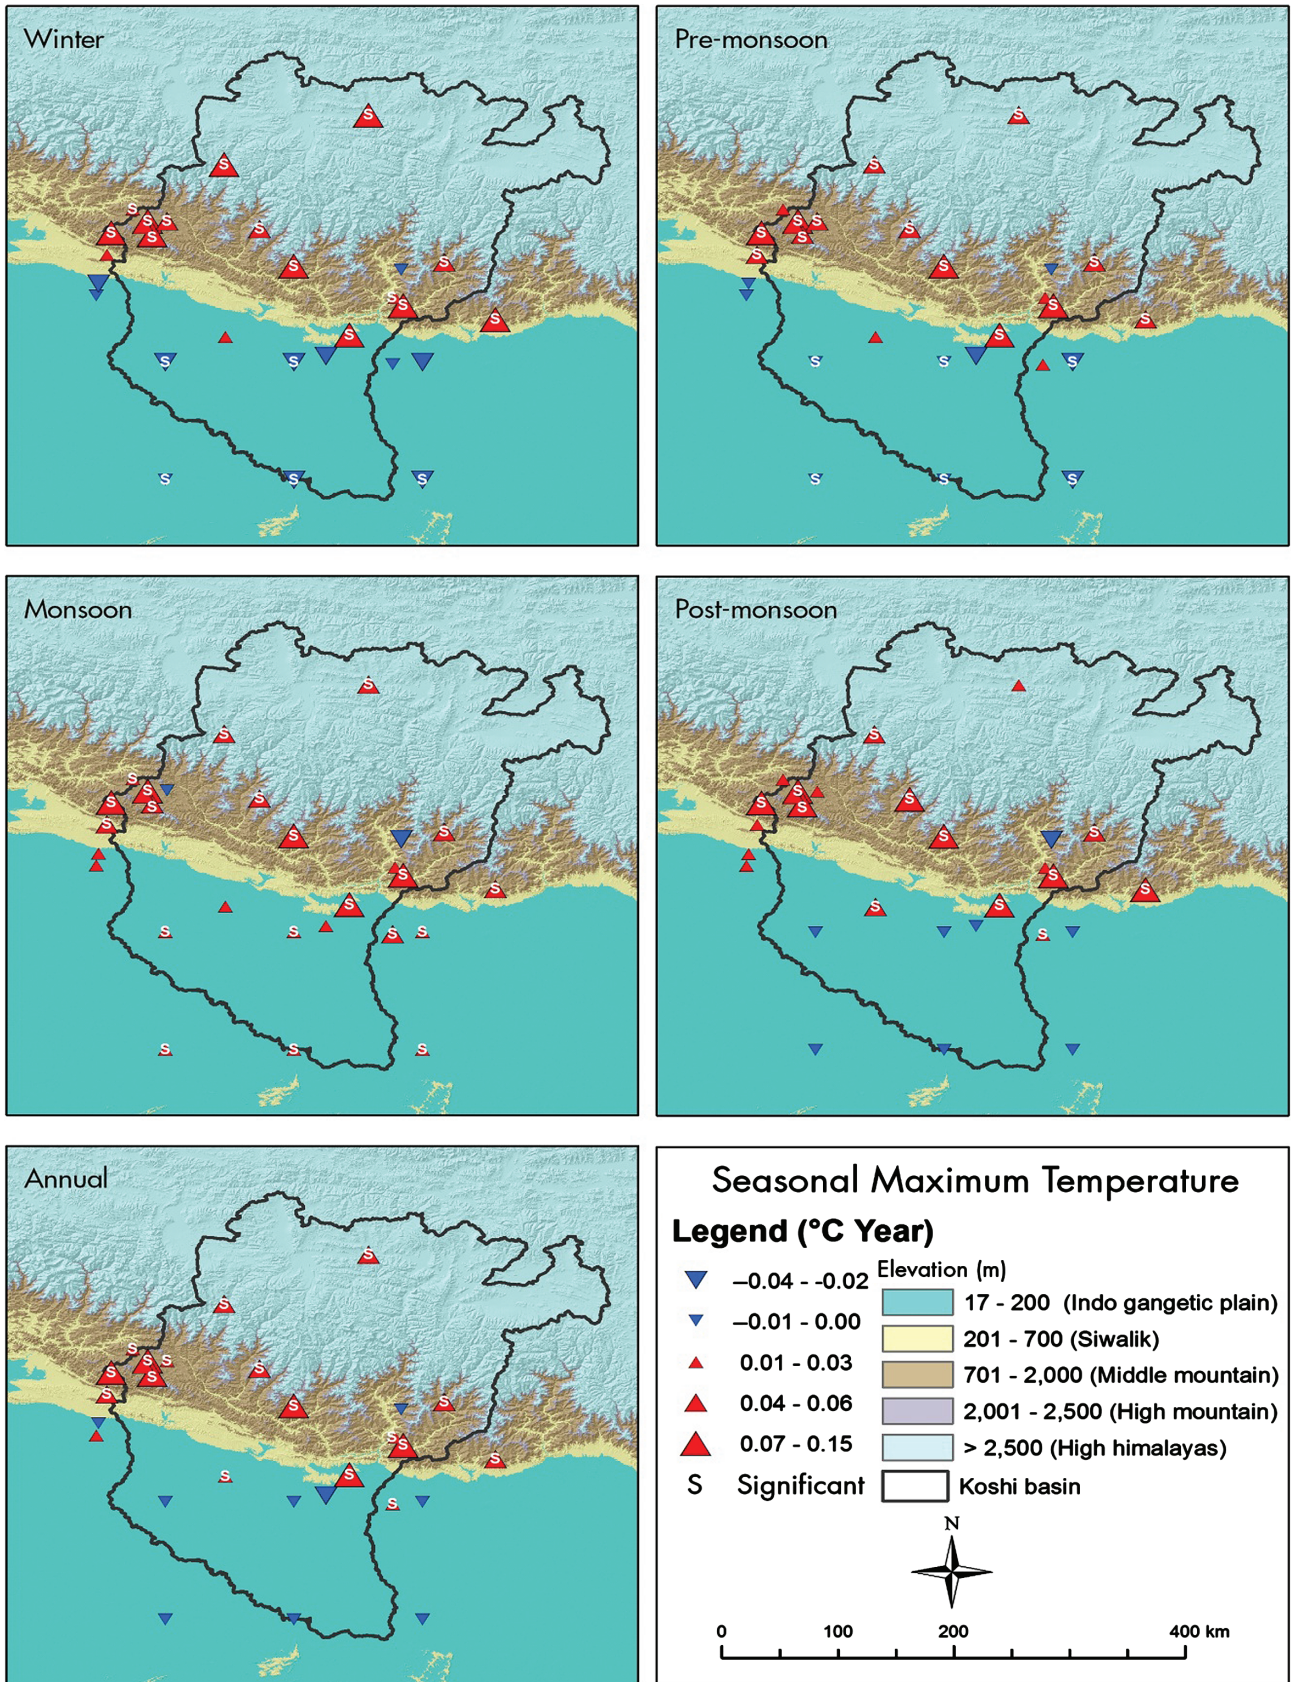 Winter
Pre-monsoon
Monsoon
Post-monsoon
Annual
Seasonal Maximum Temperature
Legend (°C Year)
–0.04 - -0.02
–0.01 - 0.00
0.01 - 0.03
0.04 - 0.06
0.07 - 0.15
S Significant
Elevation (m)
17 - 200 (Indo gangetic plain)
201 - 700 (Siwalik)
701 - 2,000 (Middle mountain)
2,001 - 2,500 (High mountain)
> 2,500 (High himalayas)
Koshi basin
N
0 100 200 400 km